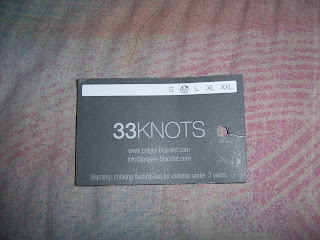 S M L XL XXL
33KNOTS
www.prayer-bracelet.com
info@prayer-bracelet.com
Warning: choking hazard-not for children under 3 years.